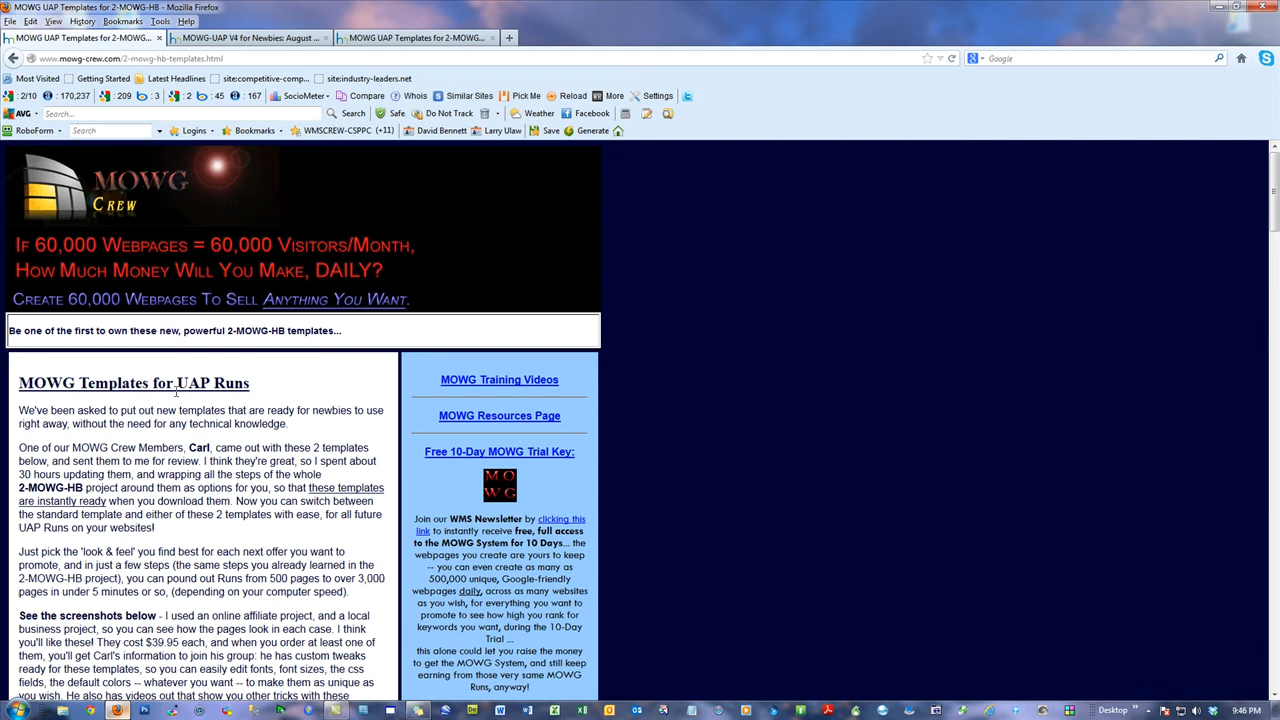 MOWG UAP Templates for 2-MOWG-HB - Mozilla Firefox
File Edit View History Bookmarks Tools Help
MOWG UAP Templates for 2-MOWG... × MOWG-UAP V4 for Newbies: August ... × MOWG UAP Templates for 2-MOWG... × +
www.mowg-crew.com/2-mowg-hb-templates.html Google
Most Visited Getting Started Latest Headlines site:competitive-comp... site:industry-leaders.net
: 2/10 : 170,237 : 209 : 3 : 2 : 45 : 167 SocioMeter Compare Whois Similar Sites Pick Me Reload More Settings
AVG Search... Search Safe Do Not Track Weather Facebook
RoboForm Search Logins Bookmarks WMSCREW-CSPPC (+11) David Bennett Larry Ulaw Save Generate
MOWG
CREW
IF 60,000 WEBPAGES = 60,000 VISITORS/MONTH,
HOW MUCH MONEY WILL YOU MAKE, DAILY?
CREATE 60,000 WEBPAGES TO SELL ANYTHING YOU WANT.
Be one of the first to own these new, powerful 2-MOWG-HB templates...
MOWG Templates for UAP Runs
We've been asked to put out new templates that are ready for newbies to use
right away, without the need for any technical knowledge.
One of our MOWG Crew Members, Carl, came out with these 2 templates
below, and sent them to me for review. I think they're great, so I spent about
30 hours updating them, and wrapping all the steps of the whole
2-MOWG-HB project around them as options for you, so that these templates
are instantly ready when you download them. Now you can switch between
the standard template and either of these 2 templates with ease, for all future
UAP Runs on your websites!
Just pick the 'look & feel' you find best for each next offer you want to
promote, and in just a few steps (the same steps you already learned in the
2-MOWG-HB project), you can pound out Runs from 500 pages to over 3,000
pages in under 5 minutes or so, (depending on your computer speed).
See the screenshots below - I used an online affiliate project, and a local
business project, so you can see how the pages look in each case. I think
you'll like these! They cost $39.95 each, and when you order at least one of
them, you'll get Carl's information to join his group: he has custom tweaks
ready for these templates, so you can easily edit fonts, font sizes, the css
fields, the default colors -- whatever you want -- to make them as unique as
you wish. He also has videos out that show you other tricks with these
MOWG Training Videos
MOWG Resources Page
Free 10-Day MOWG Trial Key:
MO
WG
Join our WMS Newsletter by clicking this
link to instantly receive free, full access
to the MOWG System for 10 Days... the
webpages you create are yours to keep
-- you can even create as many as
500,000 unique, Google-friendly
webpages daily, across as many websites
as you wish, for everything you want to
promote to see how high you rank for
keywords you want, during the 10-Day
Trial ...
this alone could let you raise the money
to get the MOWG System, and still keep
earning from those very same MOWG
Runs, anyway!
Desktop 9:46 PM